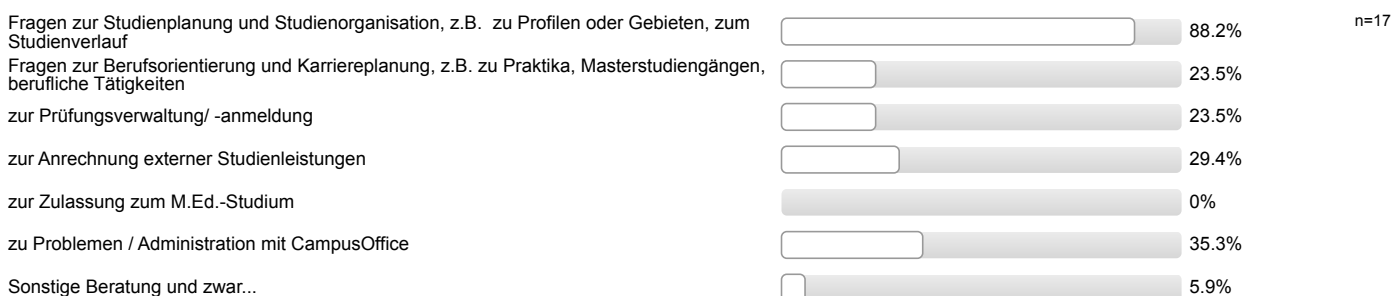 Fragen zur Studienplanung und Studienorganisation, z.B.  zu Profilen oder Gebieten, zum
Studienverlauf
88.2%
n=17
Fragen zur Berufsorientierung und Karriereplanung, z.B. zu Praktika, Masterstudiengängen,
berufliche Tätigkeiten
23.5%
zur Prüfungsverwaltung/ -anmeldung
23.5%
zur Anrechnung externer Studienleistungen
29.4%
zur Zulassung zum M.Ed.-Studium
0%
zu Problemen / Administration mit CampusOffice
35.3%
Sonstige Beratung und zwar...
5.9%